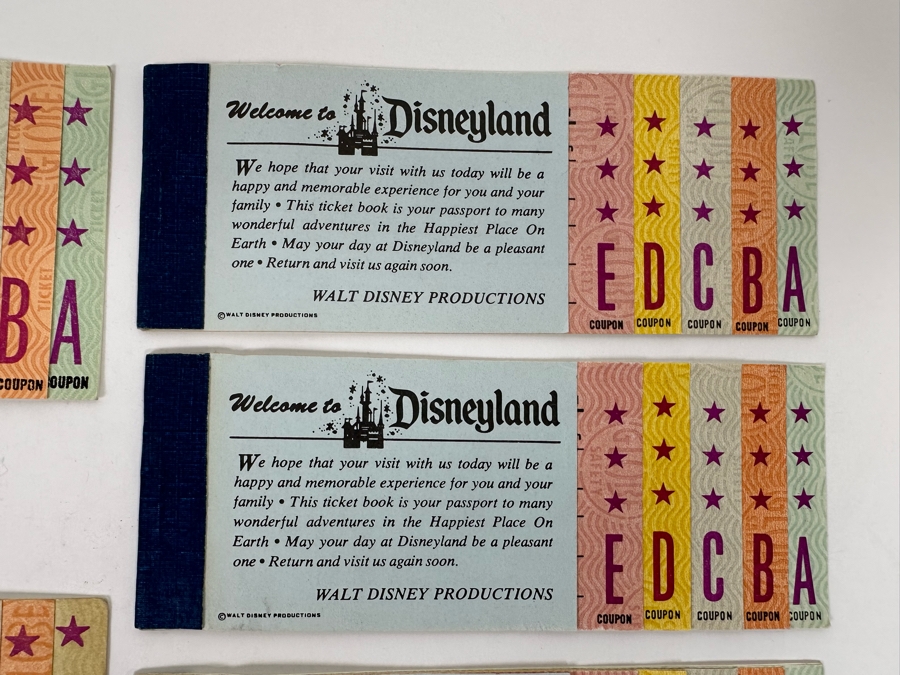 Welcome to Disneyland
We hope that your visit with us today will be a
happy and memorable experience for you and your
family • This ticket book is your passport to many
wonderful adventures in the Happiest Place On
Earth • May your day at Disneyland be a pleasant
one • Return and visit us again soon.
WALT DISNEY PRODUCTIONS
©WALT DISNEY PRODUCTIONS
E D C B A
COUPON COUPON COUPON COUPON COUPON
Welcome to Disneyland
We hope that your visit with us today will be a
happy and memorable experience for you and your
family • This ticket book is your passport to many
wonderful adventures in the Happiest Place On
Earth • May your day at Disneyland be a pleasant
one • Return and visit us again soon.
WALT DISNEY PRODUCTIONS
©WALT DISNEY PRODUCTIONS
E D C B A
COUPON COUPON COUPON COUPON COUPON
B A
COUPON OUPON
TICKET